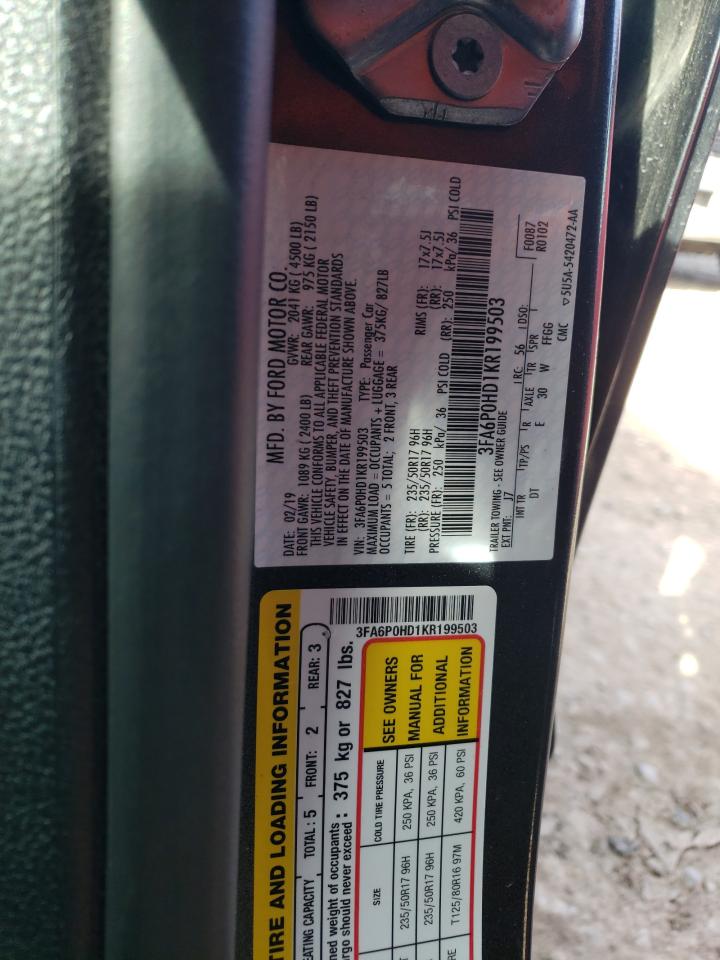 MFD. BY FORD MOTOR CO.
DATE: 02/19 GVWR: 2041 KG ( 4500 LB)
FRONT GAWR: 1089 KG ( 2400 LB) REAR GAWR: 975 KG ( 2150 LB)
THIS VEHICLE CONFORMS TO ALL APPLICABLE FEDERAL MOTOR
VEHICLE SAFETY, BUMPER, AND THEFT PREVENTION STANDARDS
IN EFFECT ON THE DATE OF MANUFACTURE SHOWN ABOVE.
VIN: 3FA6P0HD1KR199503 TYPE: Passenger Car
MAXIMUM LOAD = OCCUPANTS + LUGGAGE = 375KG/ 827LB
OCCUPANTS = 5 TOTAL; 2 FRONT, 3 REAR
TIRE (FR): 235/50R17 96H RIMS (FR): 17x7.5J
(RR): 235/50R17 96H (RR): 17x7.5J
PRESSURE (FR): 250 kPa/ 36 PSI COLD (RR): 250 kPa/ 36 PSI COLD
3FA6P0HD1KR199503
TRAILER TOWING - SEE OWNER GUIDE
EXT PNT: J7 RC: 56 DSO: F0087
R0102
INT TR TP/PS R AXLE TR SPR
DT E 30 W FFGG
CMC ▽5U5A-5420472-AA
TIRE AND LOADING INFORMATION
EATING CAPACITY TOTAL: 5 FRONT: 2 REAR: 3
3FA6P0HD1KR199503
ned weight of occupants
rgo should never exceed : 375 kg or 827 lbs.
SIZE COLD TIRE PRESSURE
235/50R17 96H 250 KPA, 36 PSI
235/50R17 96H 250 KPA, 36 PSI
RE T125/80R16 97M 420 KPA, 60 PSI
SEE OWNERS
MANUAL FOR
ADDITIONAL
INFORMATION